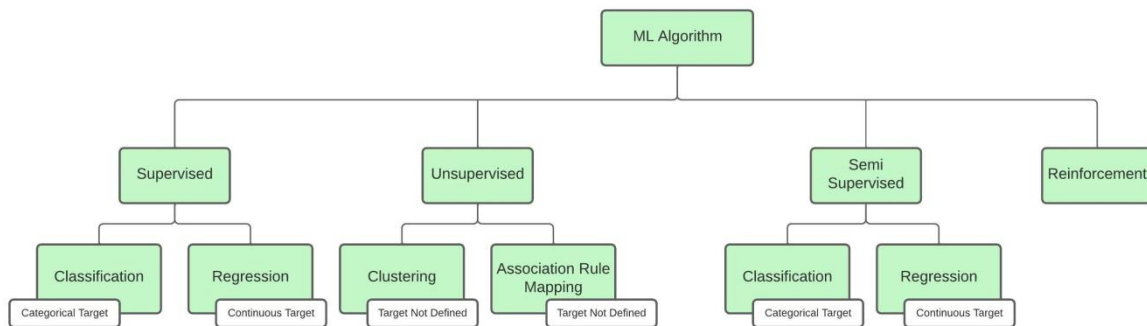 ML Algorithm
Supervised
Unsupervised
Semi
Supervised
Reinforcement
Classification
Categorical Target
Regression
Continuous Target
Clustering
Target Not Defined
Association Rule
Mapping
Target Not Defined
Classification
Categorical Target
Regression
Continuous Target